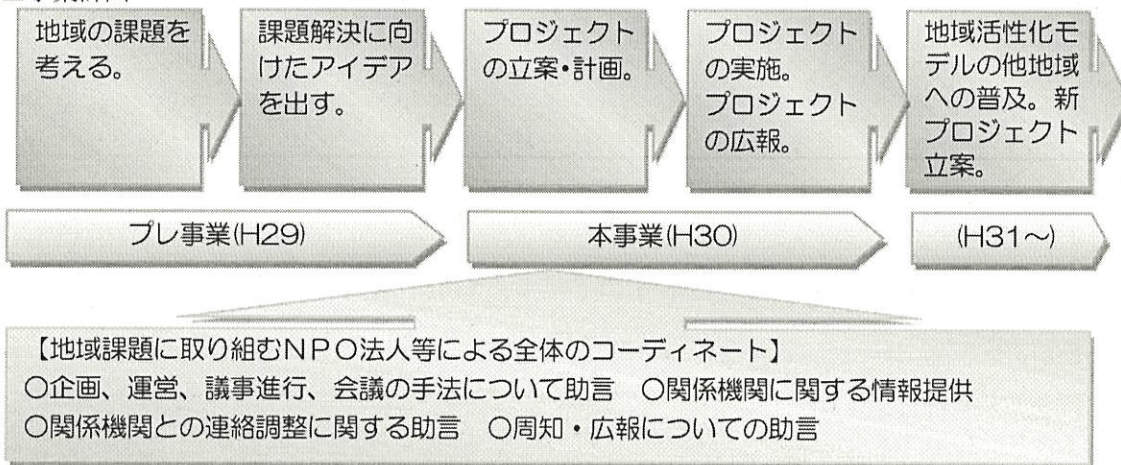 地域の課題を
考える。
課題解決に向
けたアイデア
を出す。
プロジェクト
の立案・計画。
プロジェクト
の実施。
プロジェクト
の広報。
地域活性化モ
デルの他地域
への普及。新
プロジェクト
立案。
プレ事業(H29)
本事業(H30)
(H31～)
【地域課題に取り組むNPO法人等による全体のコーディネート】
○企画、運営、議事進行、会議の手法について助言　○関係機関に関する情報提供
○関係機関との連絡調整に関する助言　○周知・広報についての助言